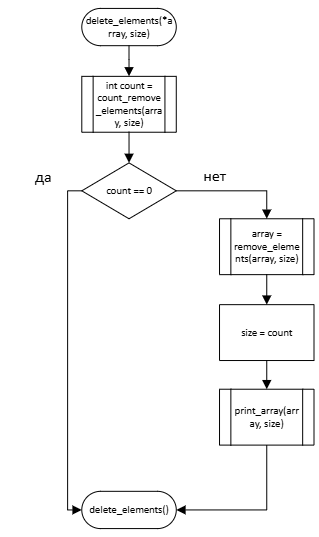 delete_elements(*a
rray, size)
int count =
count_remove
_elements(arra
y, size)
да
count == 0
нет
array =
remove_eleme
nts(array, size)
size = count
print_array(arr
ay, size)
delete_elements()